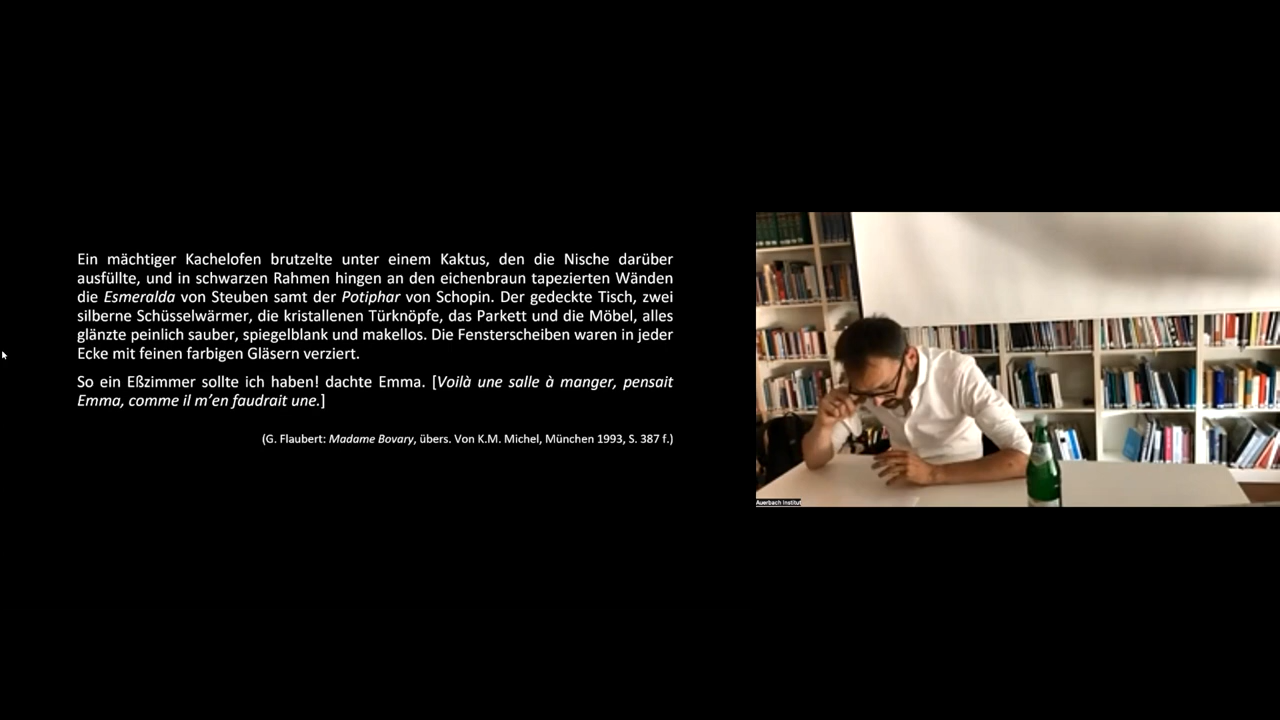 Ein mächtiger Kachelofen brutzelte unter einem Kaktus, den die Nische darüber
ausfüllte, und in schwarzen Rahmen hingen an den eichenbraun tapezierten Wänden
die Esmeralda von Steuben samt der Potiphar von Schopin. Der gedeckte Tisch, zwei
silberne Schüsselwärmer, die kristallenen Türknöpfe, das Parkett und die Möbel, alles
glänzte peinlich sauber, spiegelblank und makellos. Die Fensterscheiben waren in jeder
Ecke mit feinen farbigen Gläsern verziert.
So ein Eßzimmer sollte ich haben! dachte Emma. [Voilà une salle à manger, pensait
Emma, comme il m’en faudrait une.]
(G. Flaubert: Madame Bovary, übers. Von K.M. Michel, München 1993, S. 387 f.)
Auerbach Institut